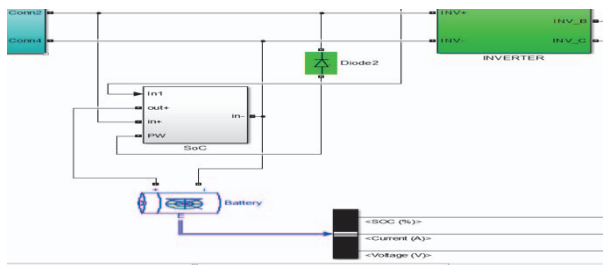 Conn2
Conn4
INV+
INV-
INV_B
INV_C
INVERTER
Diode2
In1
out+
in+
PW
in-
SoC
+
-
Battery
E
<SOC (%)>
<Current (A)>
<Voltage (V)>